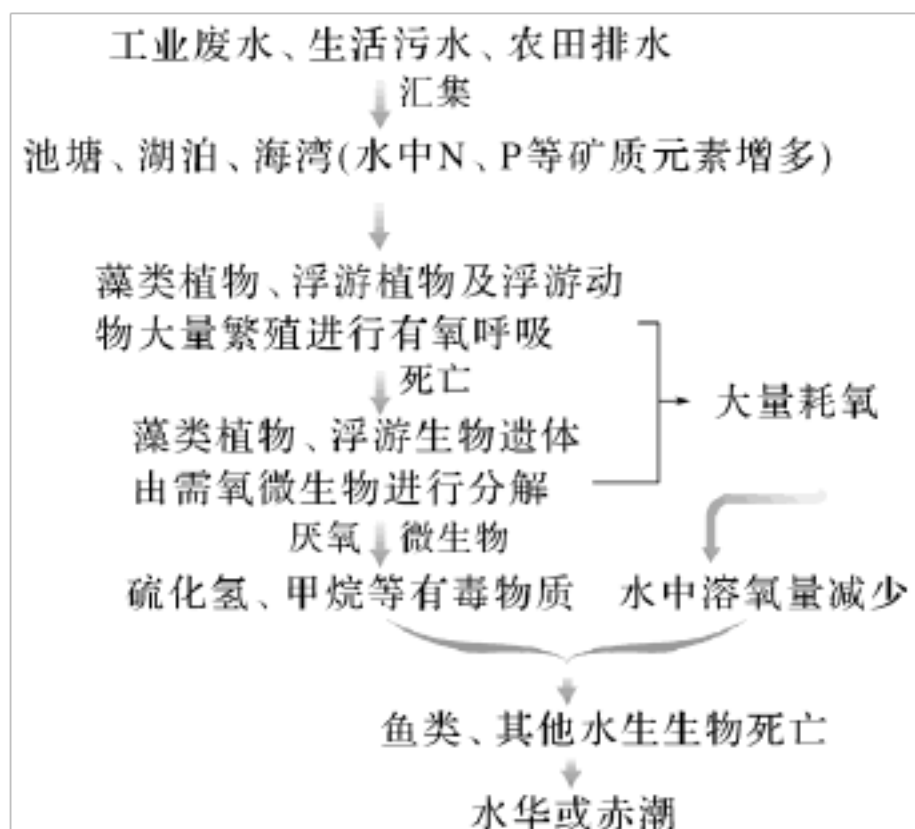 工业废水、生活污水、农田排水
汇集
池塘、湖泊、海湾(水中N、P等矿质元素增多)
藻类植物、浮游植物及浮游动
物大量繁殖进行有氧呼吸
死亡
大量耗氧
藻类植物、浮游生物遗体
由需氧微生物进行分解
厌氧 微生物
硫化氢、甲烷等有毒物质 水中溶氧量减少
鱼类、其他水生生物死亡
水华或赤潮